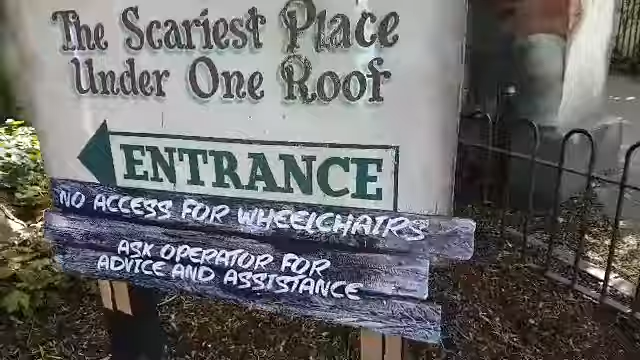 The Scariest Place
Under One Roof
ENTRANCE
NO ACCESS FOR WHEELCHAIRS
ASK OPERATOR FOR
ADVICE AND ASSISTANCE